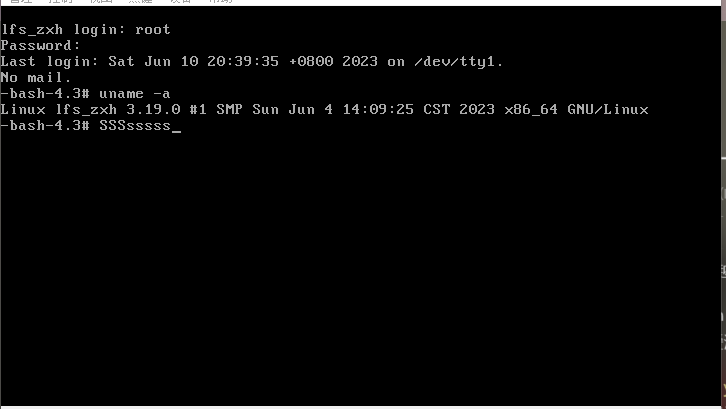 lfs_zxh login: root
Password:
Last login: Sat Jun 10 20:39:35 +0800 2023 on /dev/tty1.
No mail.
-bash-4.3# uname -a
Linux lfs_zxh 3.19.0 #1 SMP Sun Jun 4 14:09:25 CST 2023 x86_64 GNU/Linux
-bash-4.3# SSSsssss_